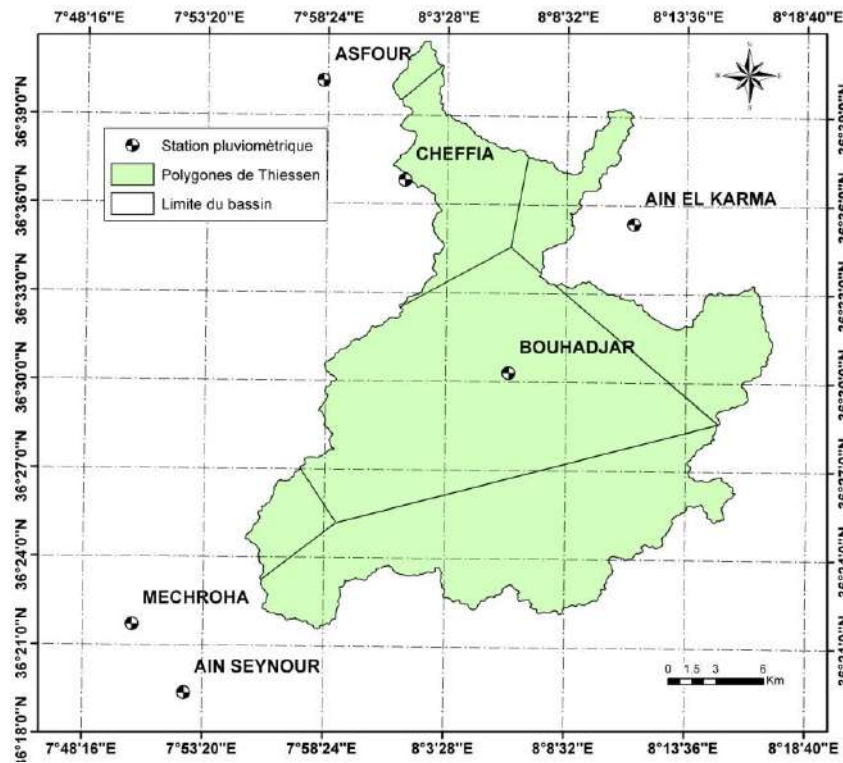 7°48'16"E 7°53'20"E 7°58'24"E 8°3'28"E 8°8'32"E 8°13'36"E 8°18'40"E
ASFOUR
36°39'0"N
Station pluviométrique
Polygones de Thiessen
Limite du bassin
CHEFFIA
36°36'0"N
AIN EL KARMA
36°33'0"N
BOUHADJAR
36°30'0"N
36°27'0"N
36°24'0"N
MECHROHA
36°21'0"N
AIN SEYNOUR
0 1.5 3 6
Km
36°18'0"N
7°48'16"E 7°53'20"E 7°58'24"E 8°3'28"E 8°8'32"E 8°13'36"E 8°18'40"E